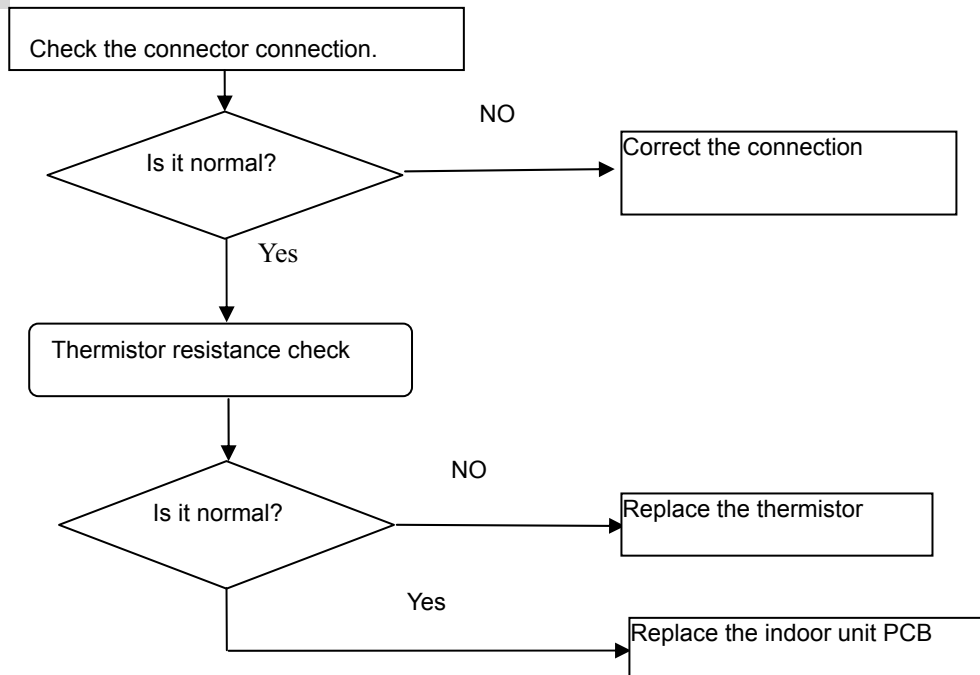 Check the connector connection.
NO
Is it normal?
Correct the connection
Yes
Thermistor resistance check
NO
Is it normal?
Replace the thermistor
Yes
Replace the indoor unit PCB